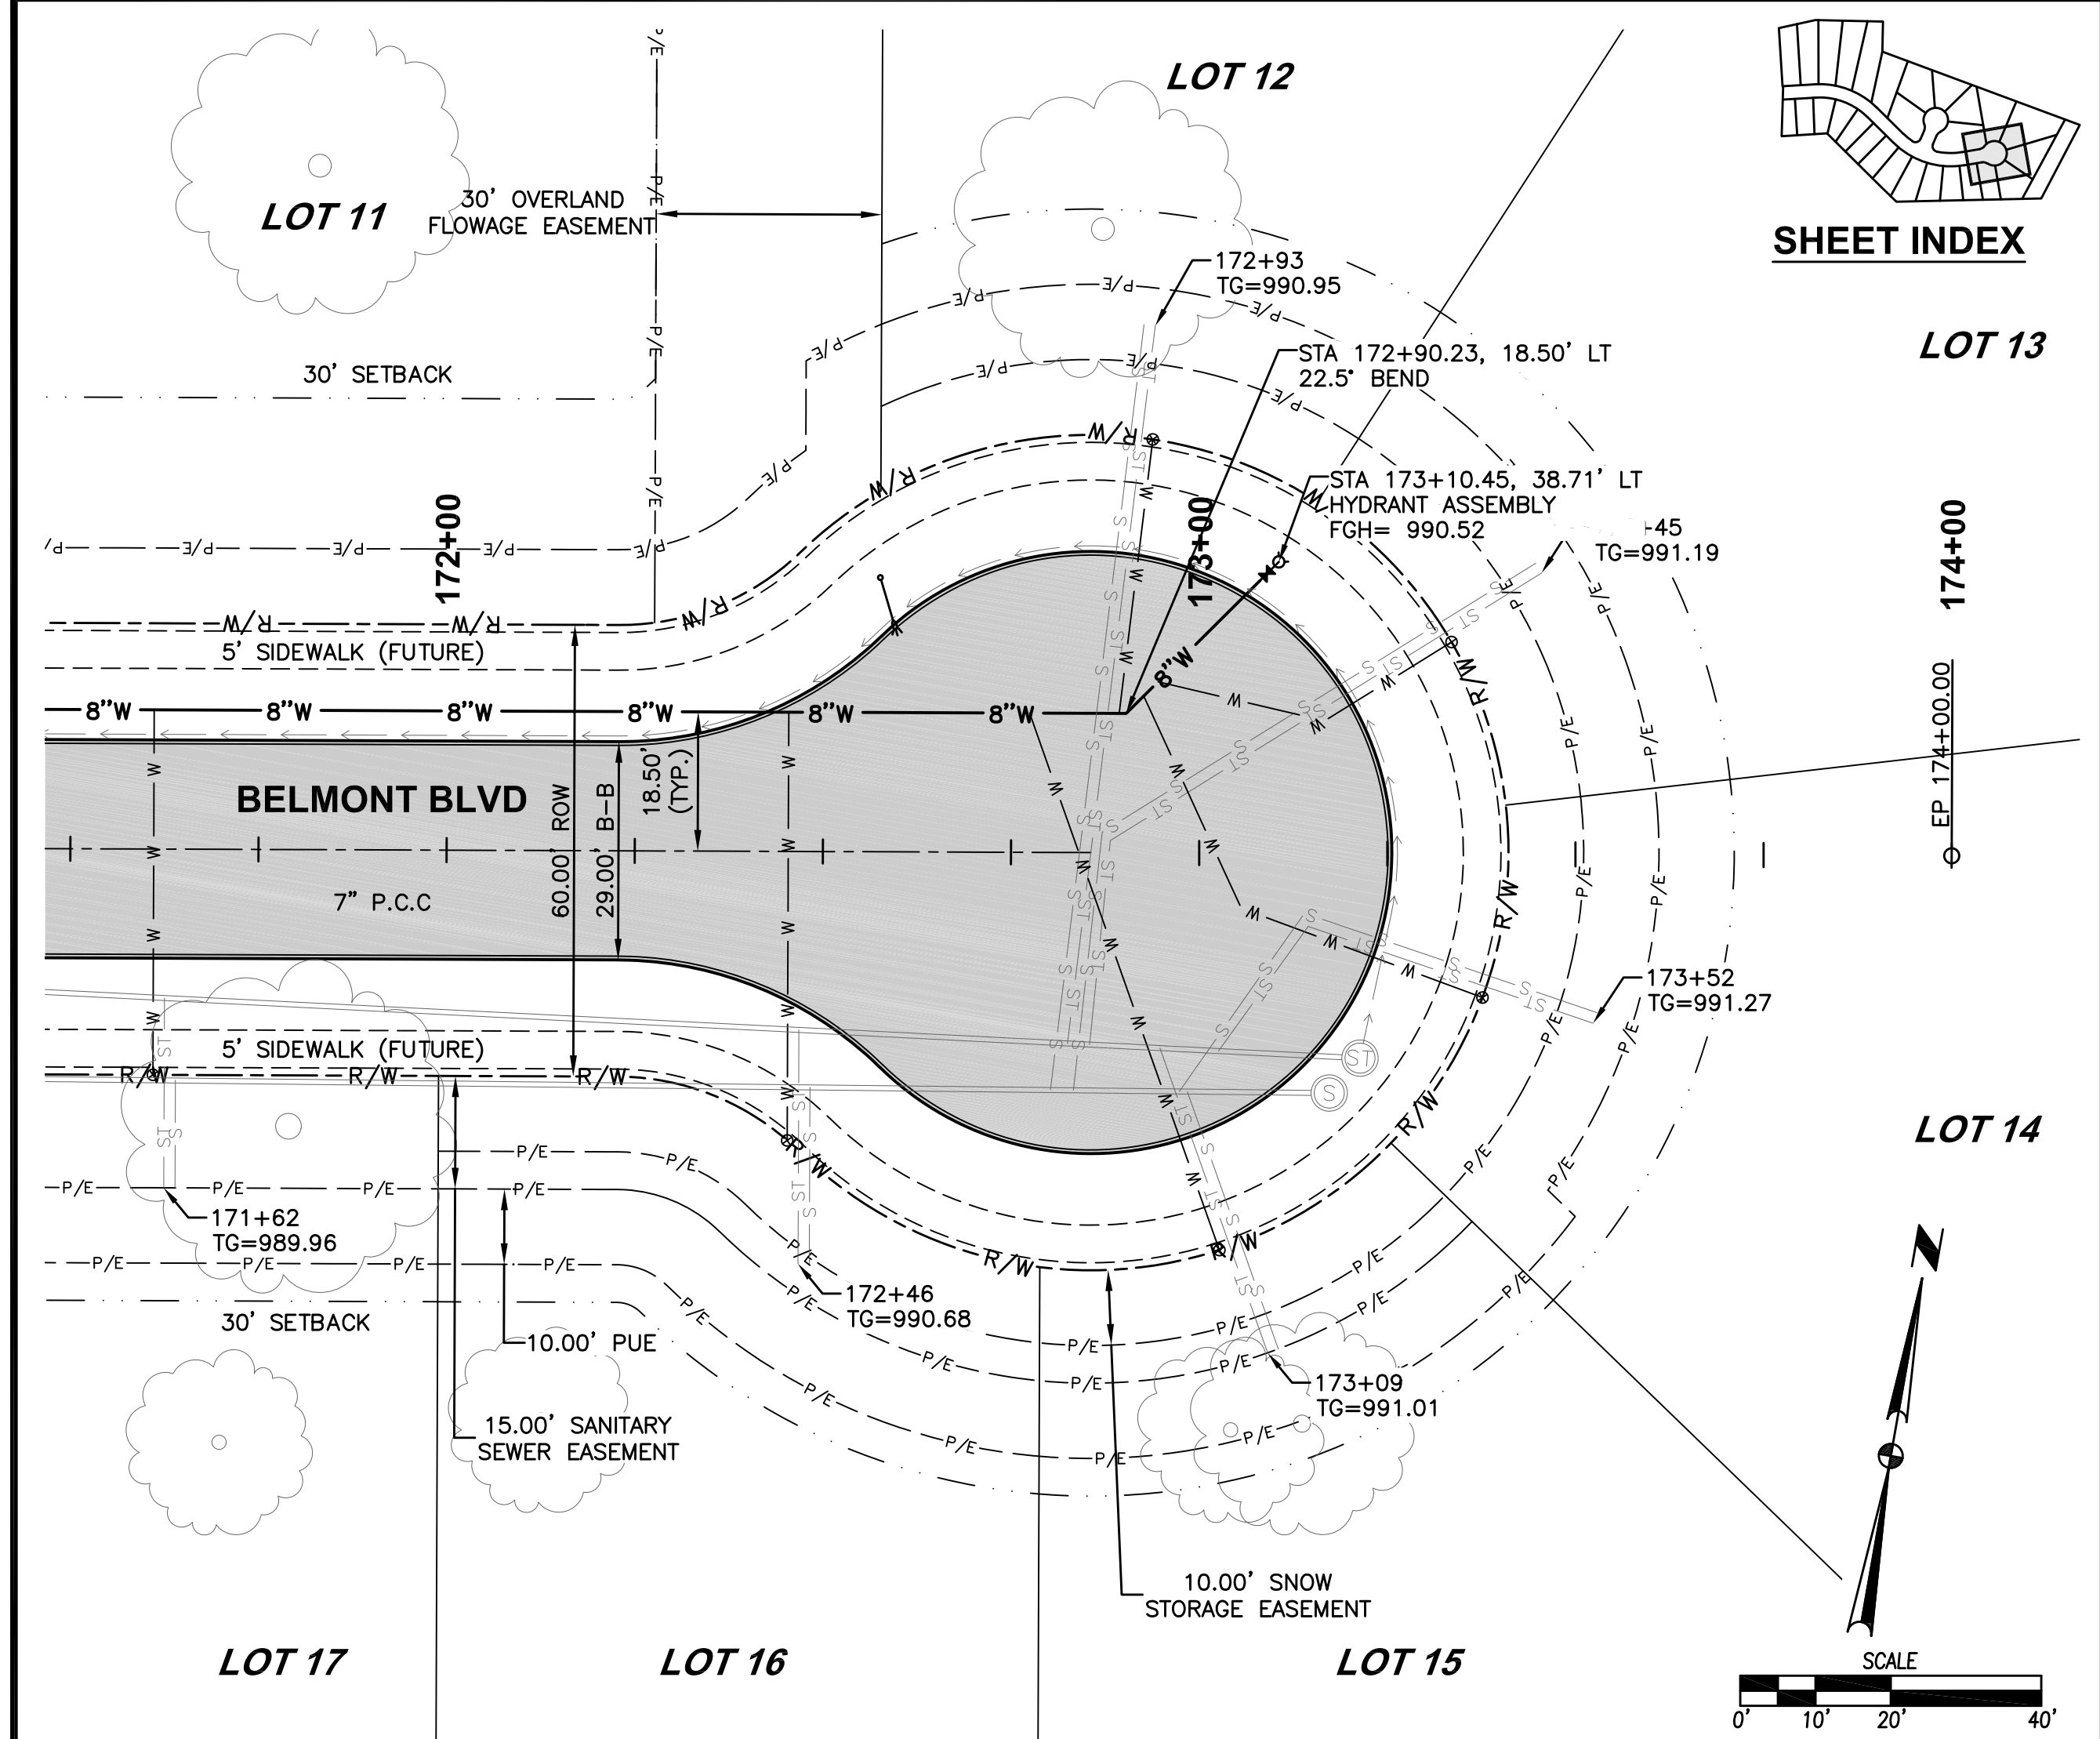 LOT 11
LOT 12
LOT 13
LOT 14
LOT 15
LOT 16
LOT 17
SHEET INDEX
30' OVERLAND
FLOWAGE EASEMENT
30' SETBACK
172+93
TG=990.95
STA 172+90.23, 18.50' LT
22.5° BEND
STA 173+10.45, 38.71' LT
HYDRANT ASSEMBLY
FGH= 990.52
-45
TG=991.19
172+00
173+00
174+00
EP 174+00.00
5' SIDEWALK (FUTURE)
8"W
8"W
8"W
8"W
8"W
8"W
8"W
BELMONT BLVD
7" P.C.C
60.00' ROW
29.00' B-B
18.50'
(TYP.)
5' SIDEWALK (FUTURE)
173+52
TG=991.27
ST
S
171+62
TG=989.96
30' SETBACK
10.00' PUE
172+46
TG=990.68
173+09
TG=991.01
15.00' SANITARY
SEWER EASEMENT
10.00' SNOW
STORAGE EASEMENT
R/W
R/W
R/W
R/W
R/W
R/W
R/W
R/W
R/W
R/W
P/E
P/E
P/E
P/E
P/E
P/E
P/E
P/E
N
SCALE
0' 10' 20' 40'